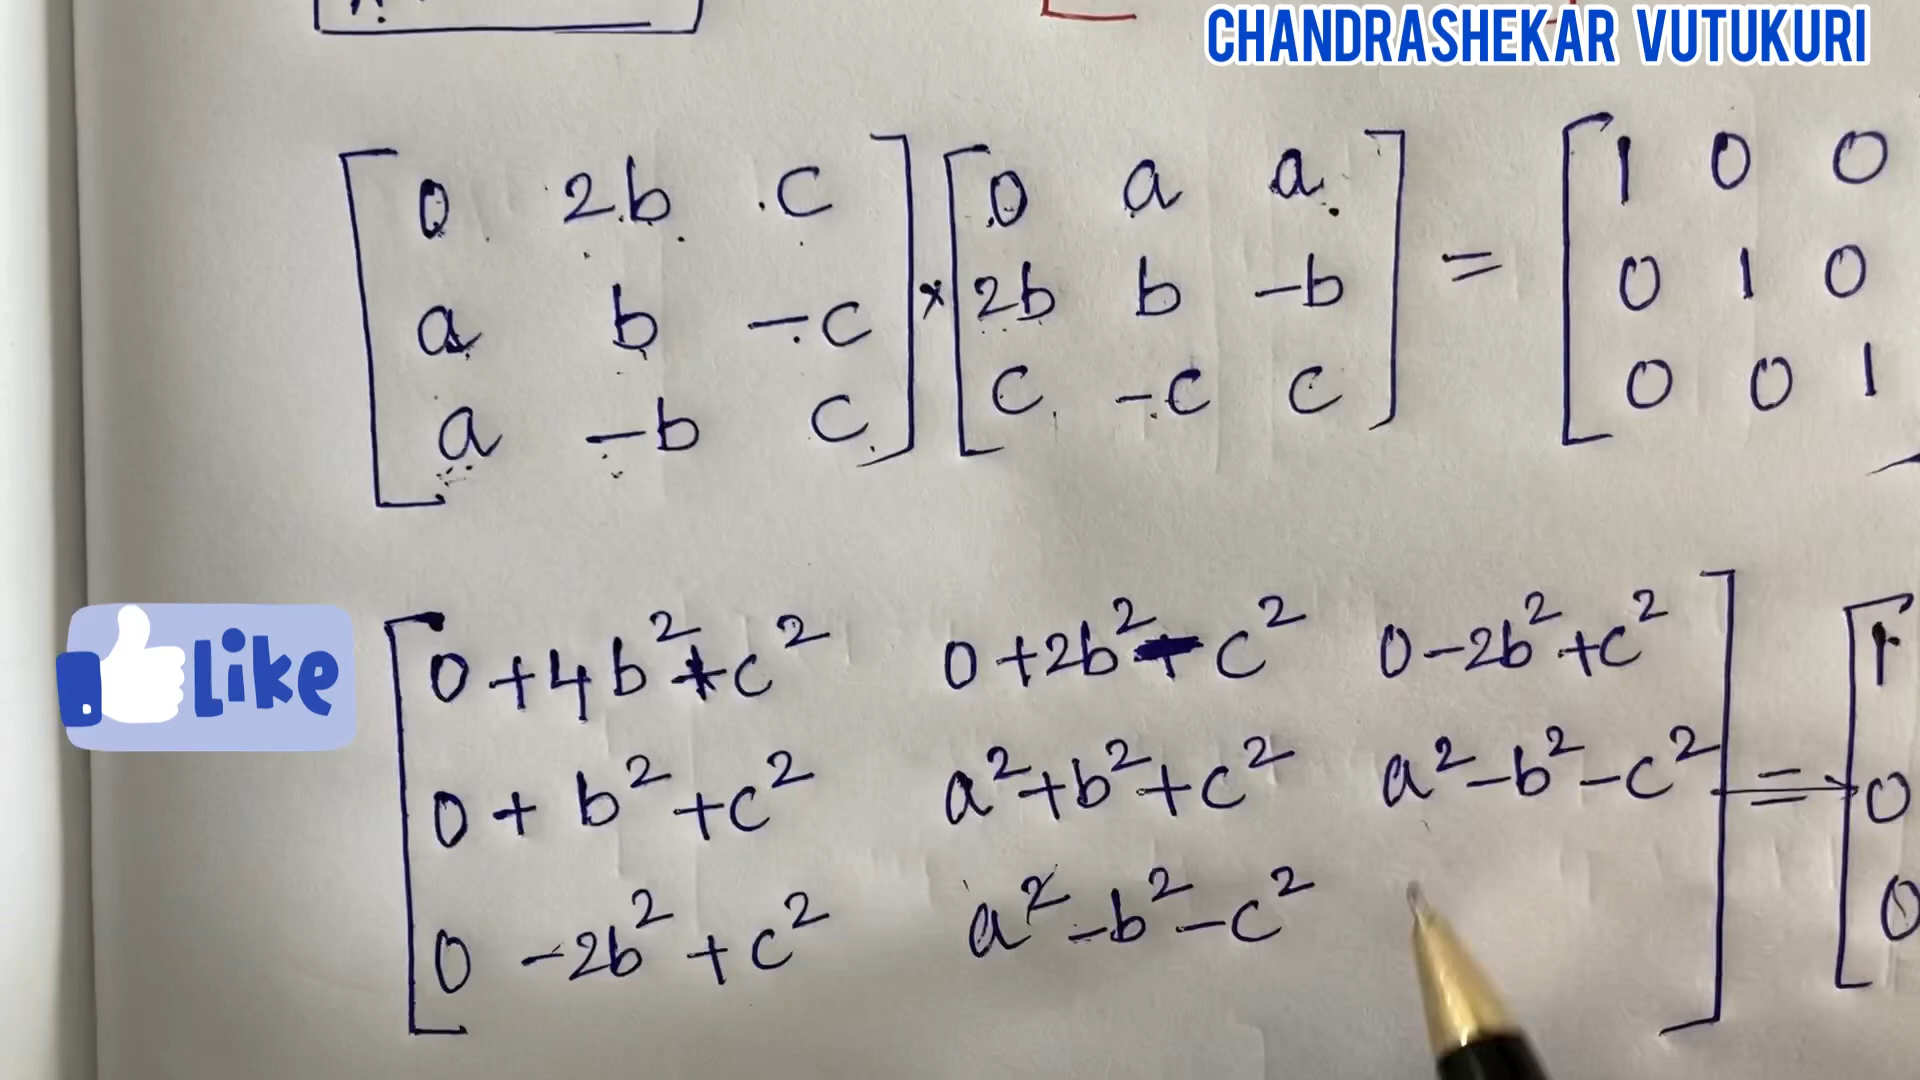 CHANDRASHEKAR VUTUKURI
[0 2b c] × [0 a a] = [1 0 0
[a b -c] [2b b -b] [0 1 0
[a -b c] [c -c c] [0 0 1
Like
[0+4b²+c² 0+2b²-c² 0-2b²+c²] = [1
[0+b²+c² a²+b²+c² a²-b²-c²] [0
[0-2b²+c² a²-b²-c² ] [0